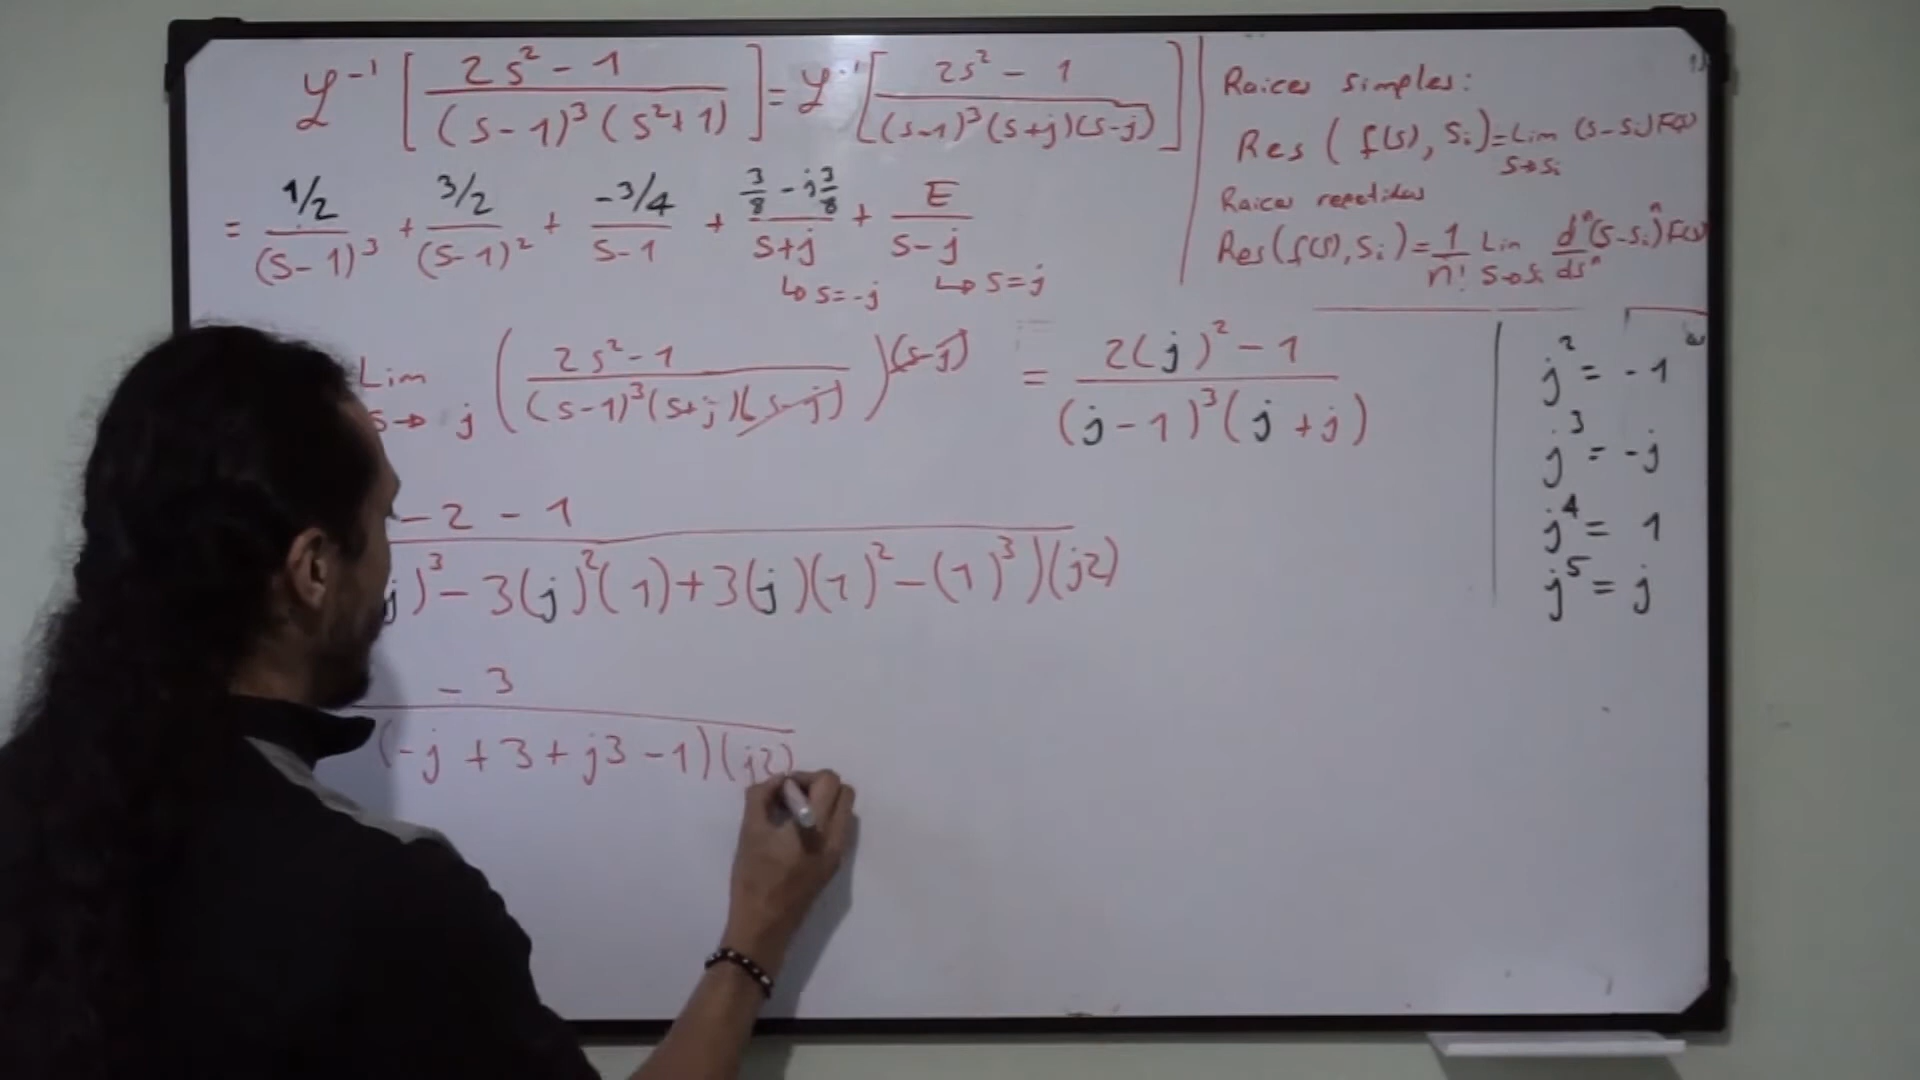 ℒ⁻¹ [ (2s² - 1) / ((s-1)³ (s²+1)) ] = ℒ⁻¹ [ (2s² - 1) / ((s-1)³ (s+j)(s-j)) ]
= (1/2) / (s-1)³ + (3/2) / (s-1)² + (-3/4) / (s-1) + (3/8 - j3/8) / (s+j) + E / (s-j)
↳ s=-j ↳ s=j
Lim s→j ( (2s²-1) / ((s-1)³(s+j)(s-j)) ) (s-j) = (2(j)² - 1) / ((j-1)³ (j+j))
(-2 - 1) / (j)³ - 3(j)²(1) + 3(j)(1)² - (1)³)(j2)
-3 / (-j + 3 + j3 - 1)(j2)
Raices simples:
Res (f(s), si) = Lim s→si (s-si) F(s)
Raices repetidas
Res (f(s), si) = 1/n! Lim s→si dⁿ/dsⁿ (s-si)ⁿ F(s)
j² = -1
j³ = -j
j⁴ = 1
j⁵ = j